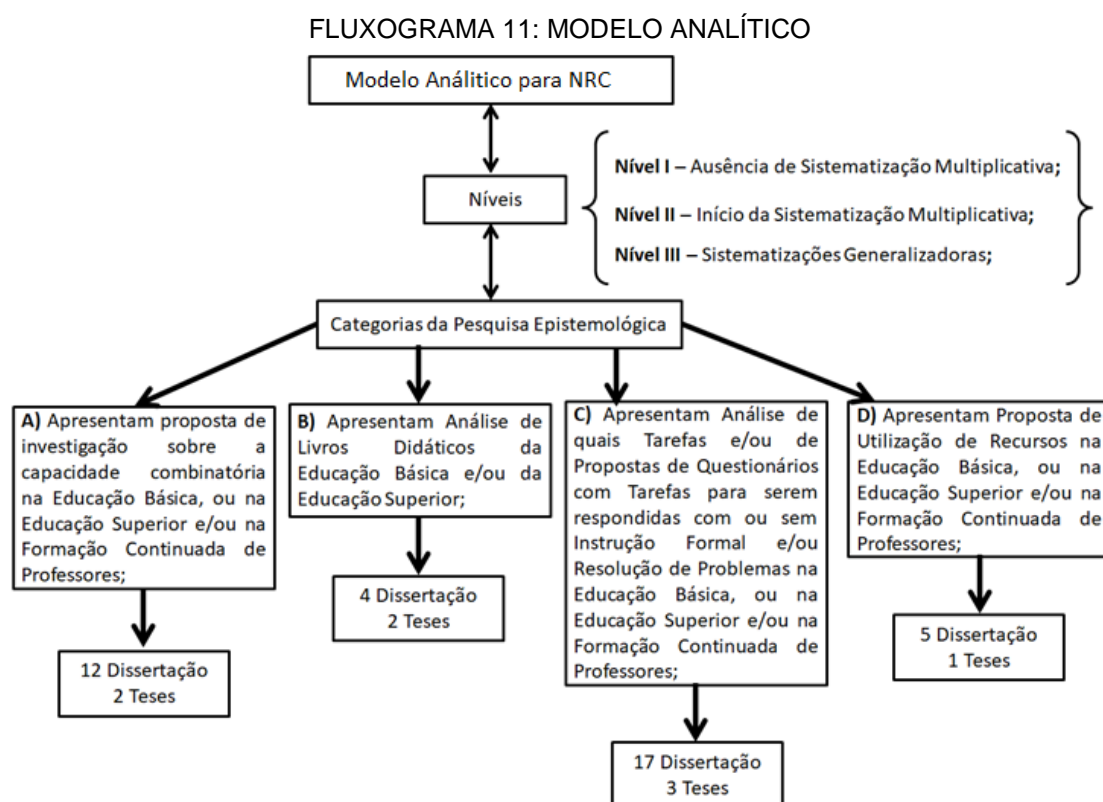 FLUXOGRAMA 11: MODELO ANALÍTICO
Modelo Análitico para NRC
Níveis
Nível I – Ausência de Sistematização Multiplicativa;
Nível II – Início da Sistematização Multiplicativa;
Nível III – Sistematizações Generalizadoras;
Categorias da Pesquisa Epistemológica
A) Apresentam proposta de
investigação sobre a
capacidade combinatória
na Educação Básica, ou na
Educação Superior e/ou na
Formação Continuada de
Professores;
12 Dissertação
2 Teses
B) Apresentam Análise de
Livros Didáticos da
Educação Básica e/ou da
Educação Superior;
4 Dissertação
2 Teses
C) Apresentam Análise de
quais Tarefas e/ou de
Propostas de Questionários
com Tarefas para serem
respondidas com ou sem
Instrução Formal e/ou
Resolução de Problemas na
Educação Básica, ou na
Educação Superior e/ou na
Formação Continuada de
Professores;
17 Dissertação
3 Teses
D) Apresentam Proposta de
Utilização de Recursos na
Educação Básica, ou na
Educação Superior e/ou na
Formação Continuada de
Professores;
5 Dissertação
1 Teses